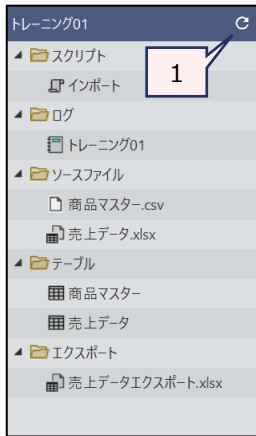 トレーニング01
1
スクリプト
インポート
ログ
トレーニング01
ソースファイル
商品マスター.csv
売上データ.xlsx
テーブル
商品マスター
売上データ
エクスポート
売上データエクスポート.xlsx